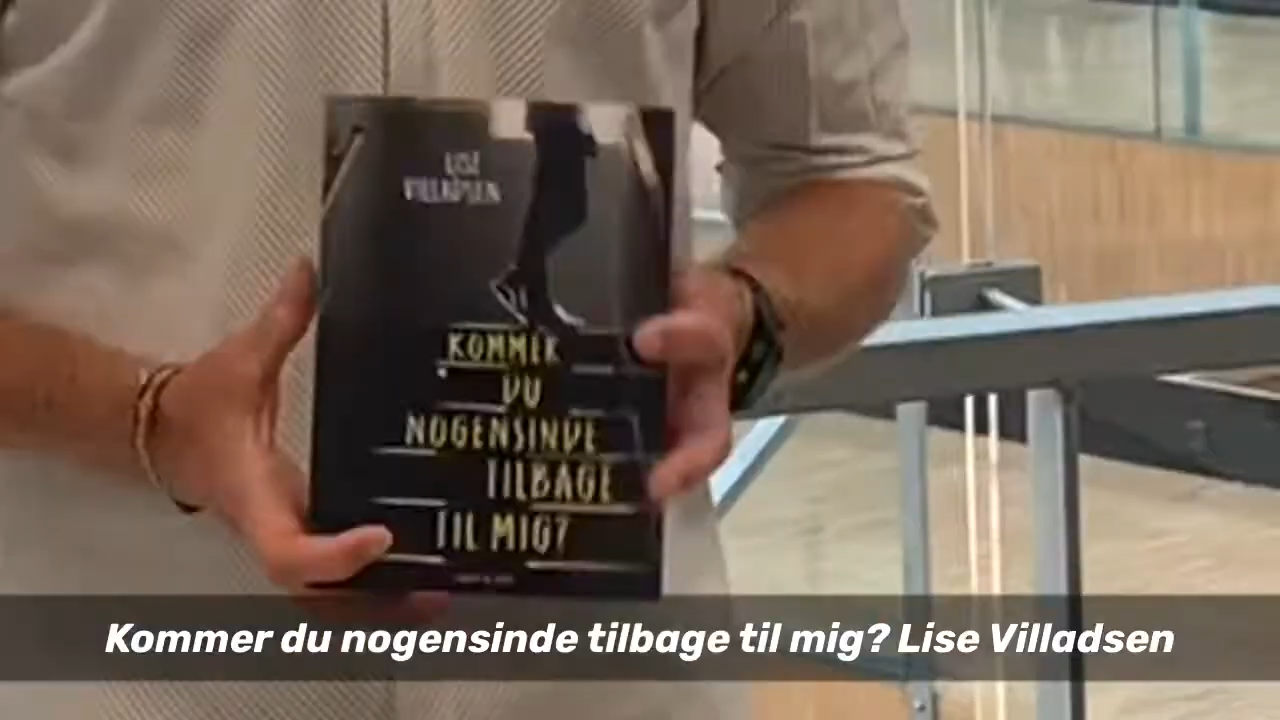 LISE
VILLADSEN
KOMMER
DU
NOGENSINDE
TILBAGE
TIL MIG?
Kommer du nogensinde tilbage til mig? Lise Villadsen